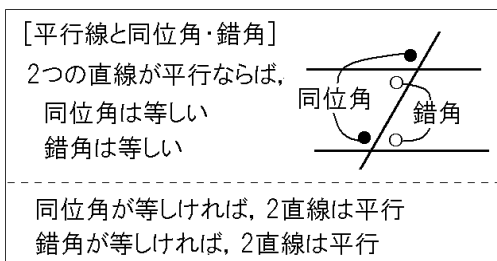 [平行線と同位角・錯角]
2つの直線が平行ならば,
同位角は等しい
錯角は等しい
同位角
錯角
同位角が等しければ, 2直線は平行
錯角が等しければ, 2直線は平行